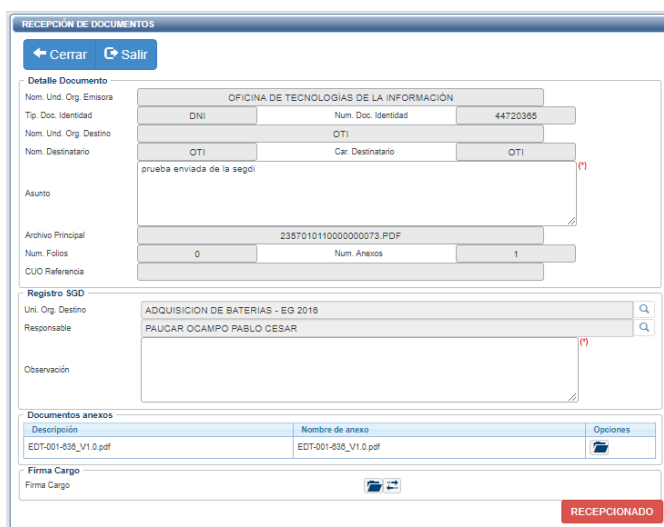 RECEPCIÓN DE DOCUMENTOS
Cerrar Salir
Detalle Documento
Nom. Und. Org. Emisora OFICINA DE TECNOLOGÍAS DE LA INFORMACIÓN
Tip. Doc. Identidad DNI Num. Doc. Identidad 44720365
Nom. Und. Org. Destino OTI
Nom. Destinatario OTI Car. Destinatario OTI
Asunto prueba enviada de la segdi (*)
Archivo Principal 2357010110000000073.PDF
Num. Folios 0 Num. Anexos 1
CUO Referencia
Registro SGD
Uni. Org. Destino ADQUISICION DE BATERIAS - EG 2016
Responsable PAUCAR OCAMPO PABLO CESAR
Observación (*)
Documentos anexos
Descripción Nombre de anexo Opciones
EDT-001-636_V1.0.pdf EDT-001-636_V1.0.pdf
Firma Cargo
Firma Cargo
RECEPCIONADO